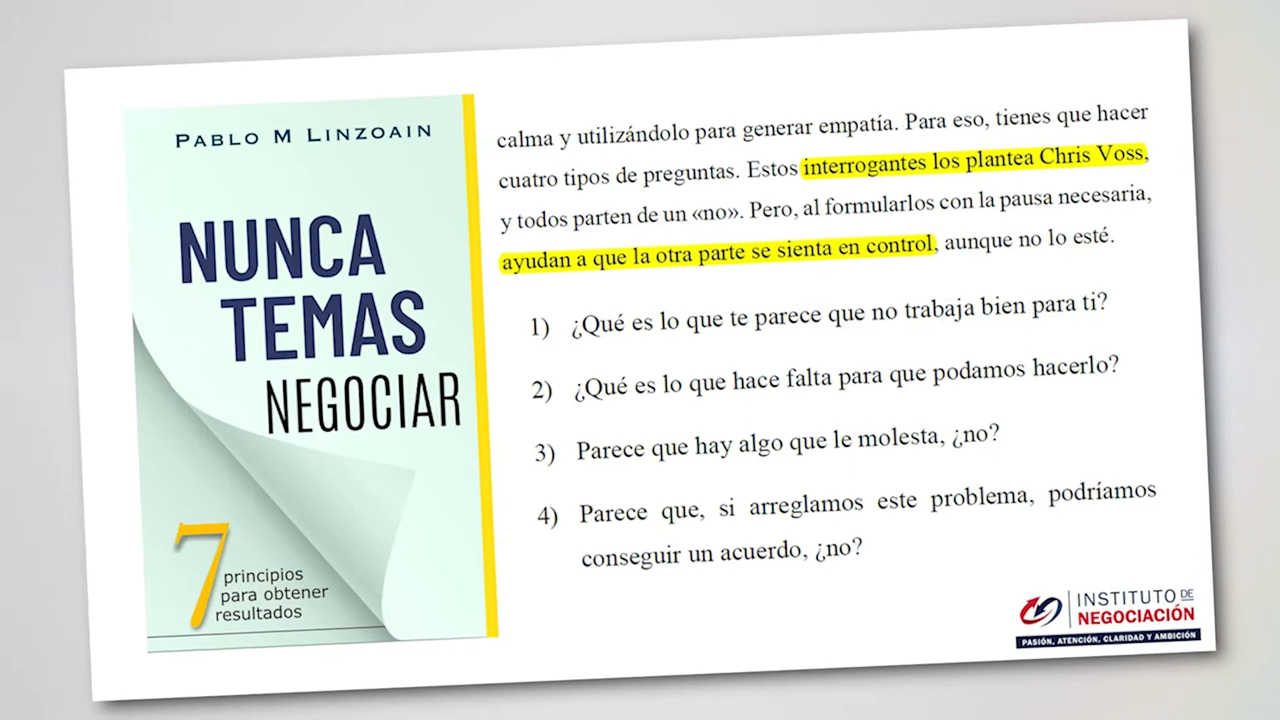 PABLO M LINZOAIN
NUNCA
TEMAS
NEGOCIAR
7 principios
para obtener
resultados
calma y utilizándolo para generar empatía. Para eso, tienes que hacer
cuatro tipos de preguntas. Estos interrogantes los plantea Chris Voss,
y todos parten de un «no». Pero, al formularlos con la pausa necesaria,
ayudan a que la otra parte se sienta en control, aunque no lo esté.
1) ¿Qué es lo que te parece que no trabaja bien para ti?
2) ¿Qué es lo que hace falta para que podamos hacerlo?
3) Parece que hay algo que le molesta, ¿no?
4) Parece que, si arreglamos este problema, podríamos
conseguir un acuerdo, ¿no?
INSTITUTO DE
NEGOCIACIÓN
PASIÓN, ATENCIÓN, CLARIDAD Y AMBICIÓN